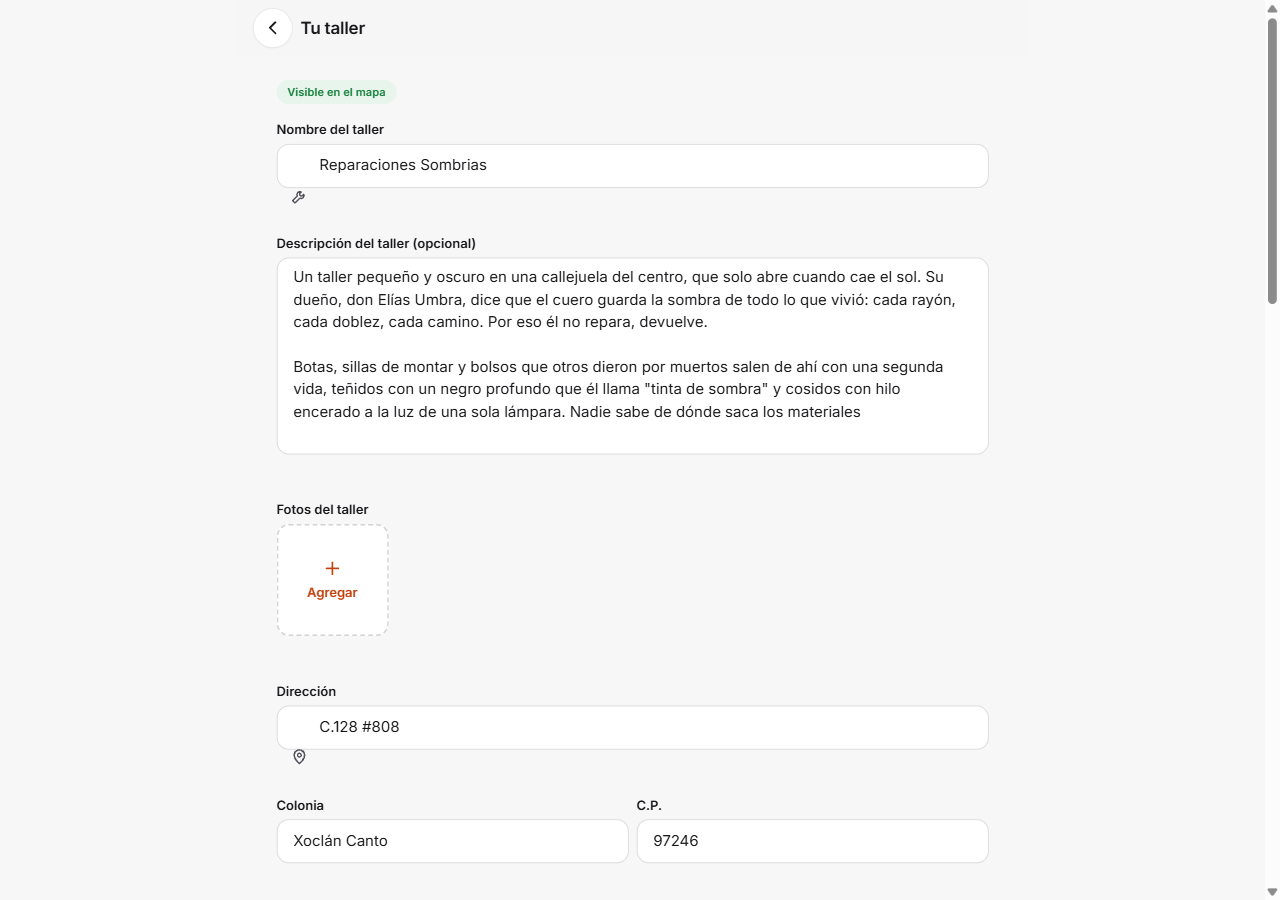 Tu taller
Visible en el mapa
Nombre del taller
Reparaciones Sombrias
Descripción del taller (opcional)
Un taller pequeño y oscuro en una callejuela del centro, que solo abre cuando cae el sol. Su
dueño, don Elías Umbra, dice que el cuero guarda la sombra de todo lo que vivió: cada rayón,
cada doblez, cada camino. Por eso él no repara, devuelve.
Botas, sillas de montar y bolsos que otros dieron por muertos salen de ahí con una segunda
vida, teñidos con un negro profundo que él llama "tinta de sombra" y cosidos con hilo
encerado a la luz de una sola lámpara. Nadie sabe de dónde saca los materiales
Fotos del taller
Agregar
Dirección
C.128 #808
Colonia
C.P.
Xoclán Canto
97246